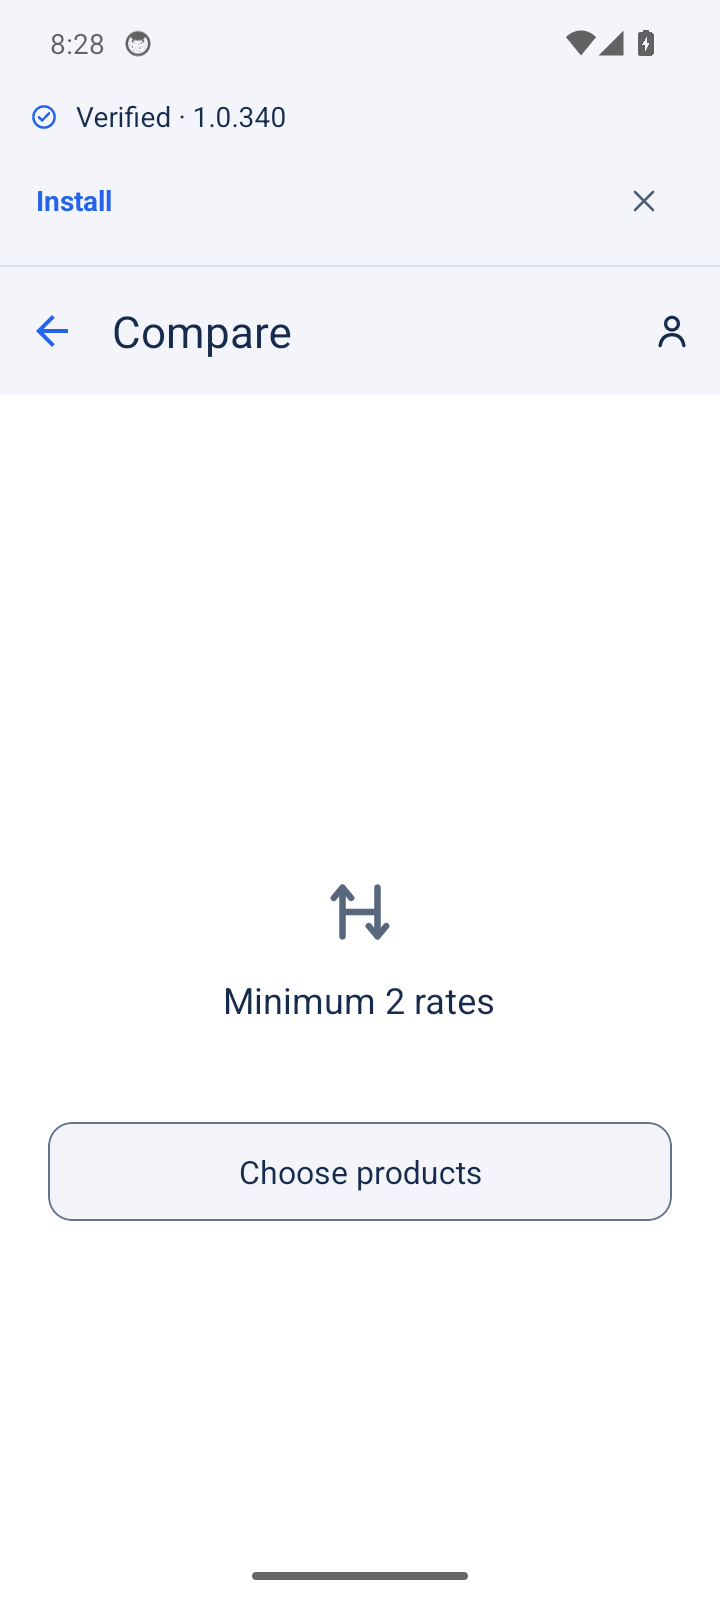 8:28
Verified · 1.0.340
Install
Compare
Minimum 2 rates
Choose products